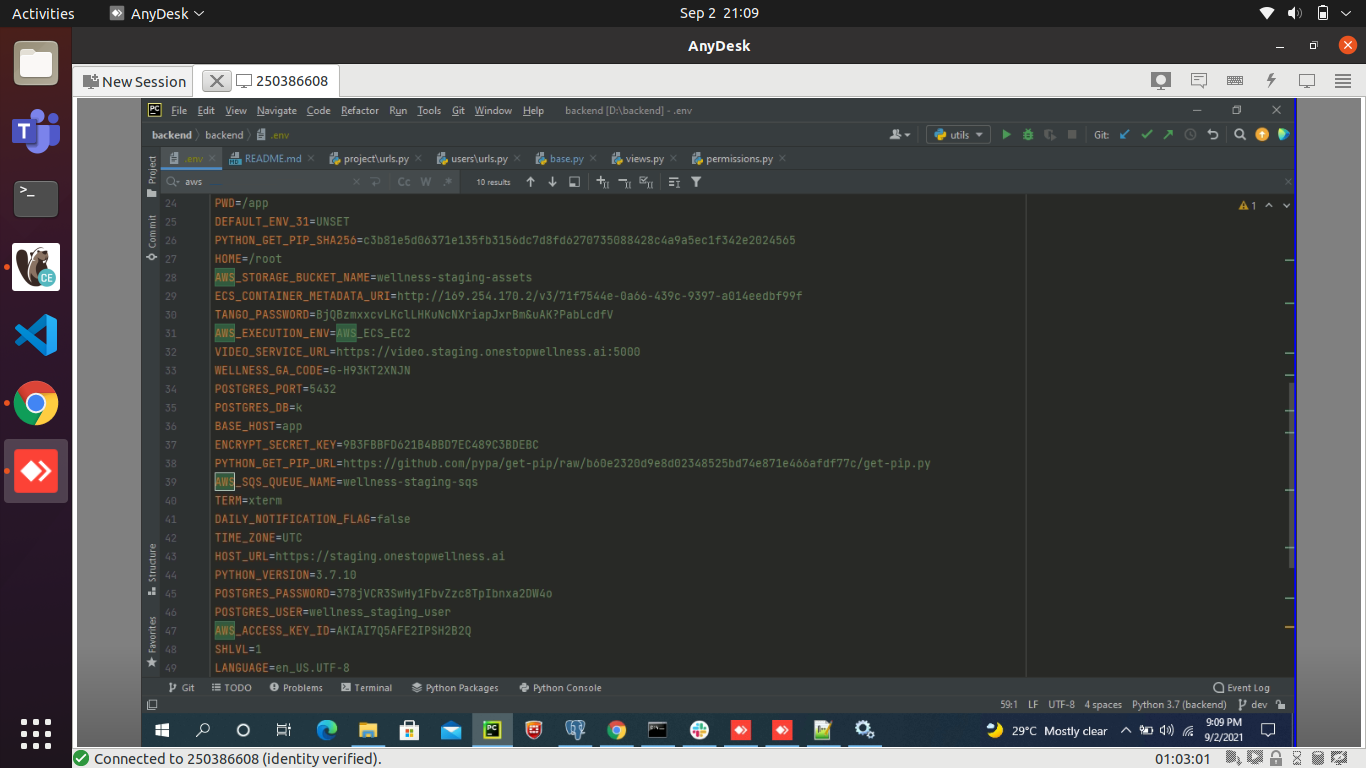 Activities AnyDesk Sep 2 21:09
AnyDesk
New Session 250386608
PC File Edit View Navigate Code Refactor Run Tools Git Window Help backend [D:\backend] - .env
backend backend .env utils Git:
Project .env README.md project\urls.py users\urls.py base.py views.py permissions.py
aws Cc W .* 10 results
24 PWD=/app 1
25 DEFAULT_ENV_31=UNSET
Commit 26 PYTHON_GET_PIP_SHA256=c3b81e5d06371e135fb3156dc7d8fd6270735088428c4a9a5ec1f342e2024565
27 HOME=/root
28 AWS_STORAGE_BUCKET_NAME=wellness-staging-assets
29 ECS_CONTAINER_METADATA_URI=http://169.254.170.2/v3/71f7544e-0a66-439c-9397-a014eedbf99f
30 TANGO_PASSWORD=BjQBzmxxcvLKclLHKuNcNXriapJxrBm&uAK?PabLcdfV
31 AWS_EXECUTION_ENV=AWS_ECS_EC2
32 VIDEO_SERVICE_URL=https://video.staging.onestopwellness.ai:5000
33 WELLNESS_GA_CODE=G-H93KT2XNJN
34 POSTGRES_PORT=5432
35 POSTGRES_DB=k
36 BASE_HOST=app
37 ENCRYPT_SECRET_KEY=9B3FBBFD621B4BBD7EC489C3BDEBC
38 PYTHON_GET_PIP_URL=https://github.com/pypa/get-pip/raw/b60e2320d9e8d02348525bd74e871e466afdf77c/get-pip.py
39 AWS_SQS_QUEUE_NAME=wellness-staging-sqs
40 TERM=xterm
41 DAILY_NOTIFICATION_FLAG=false
42 TIME_ZONE=UTC
Structure 43 HOST_URL=https://staging.onestopwellness.ai
44 PYTHON_VERSION=3.7.10
45 POSTGRES_PASSWORD=378jVCR3SwHy1FbvZzc8TpIbnxa2DW4o
46 POSTGRES_USER=wellness_staging_user
Favorites 47 AWS_ACCESS_KEY_ID=AKIAI7Q5AFE2IPSH2B2Q
48 SHLVL=1
49 LANGUAGE=en_US.UTF-8
Git TODO Problems Terminal Python Packages Python Console Event Log
59:1 LF UTF-8 4 spaces Python 3.7 (backend) dev
29°C Mostly clear 9:09 PM
9/2/2021
Connected to 250386608 (identity verified). 01:03:01